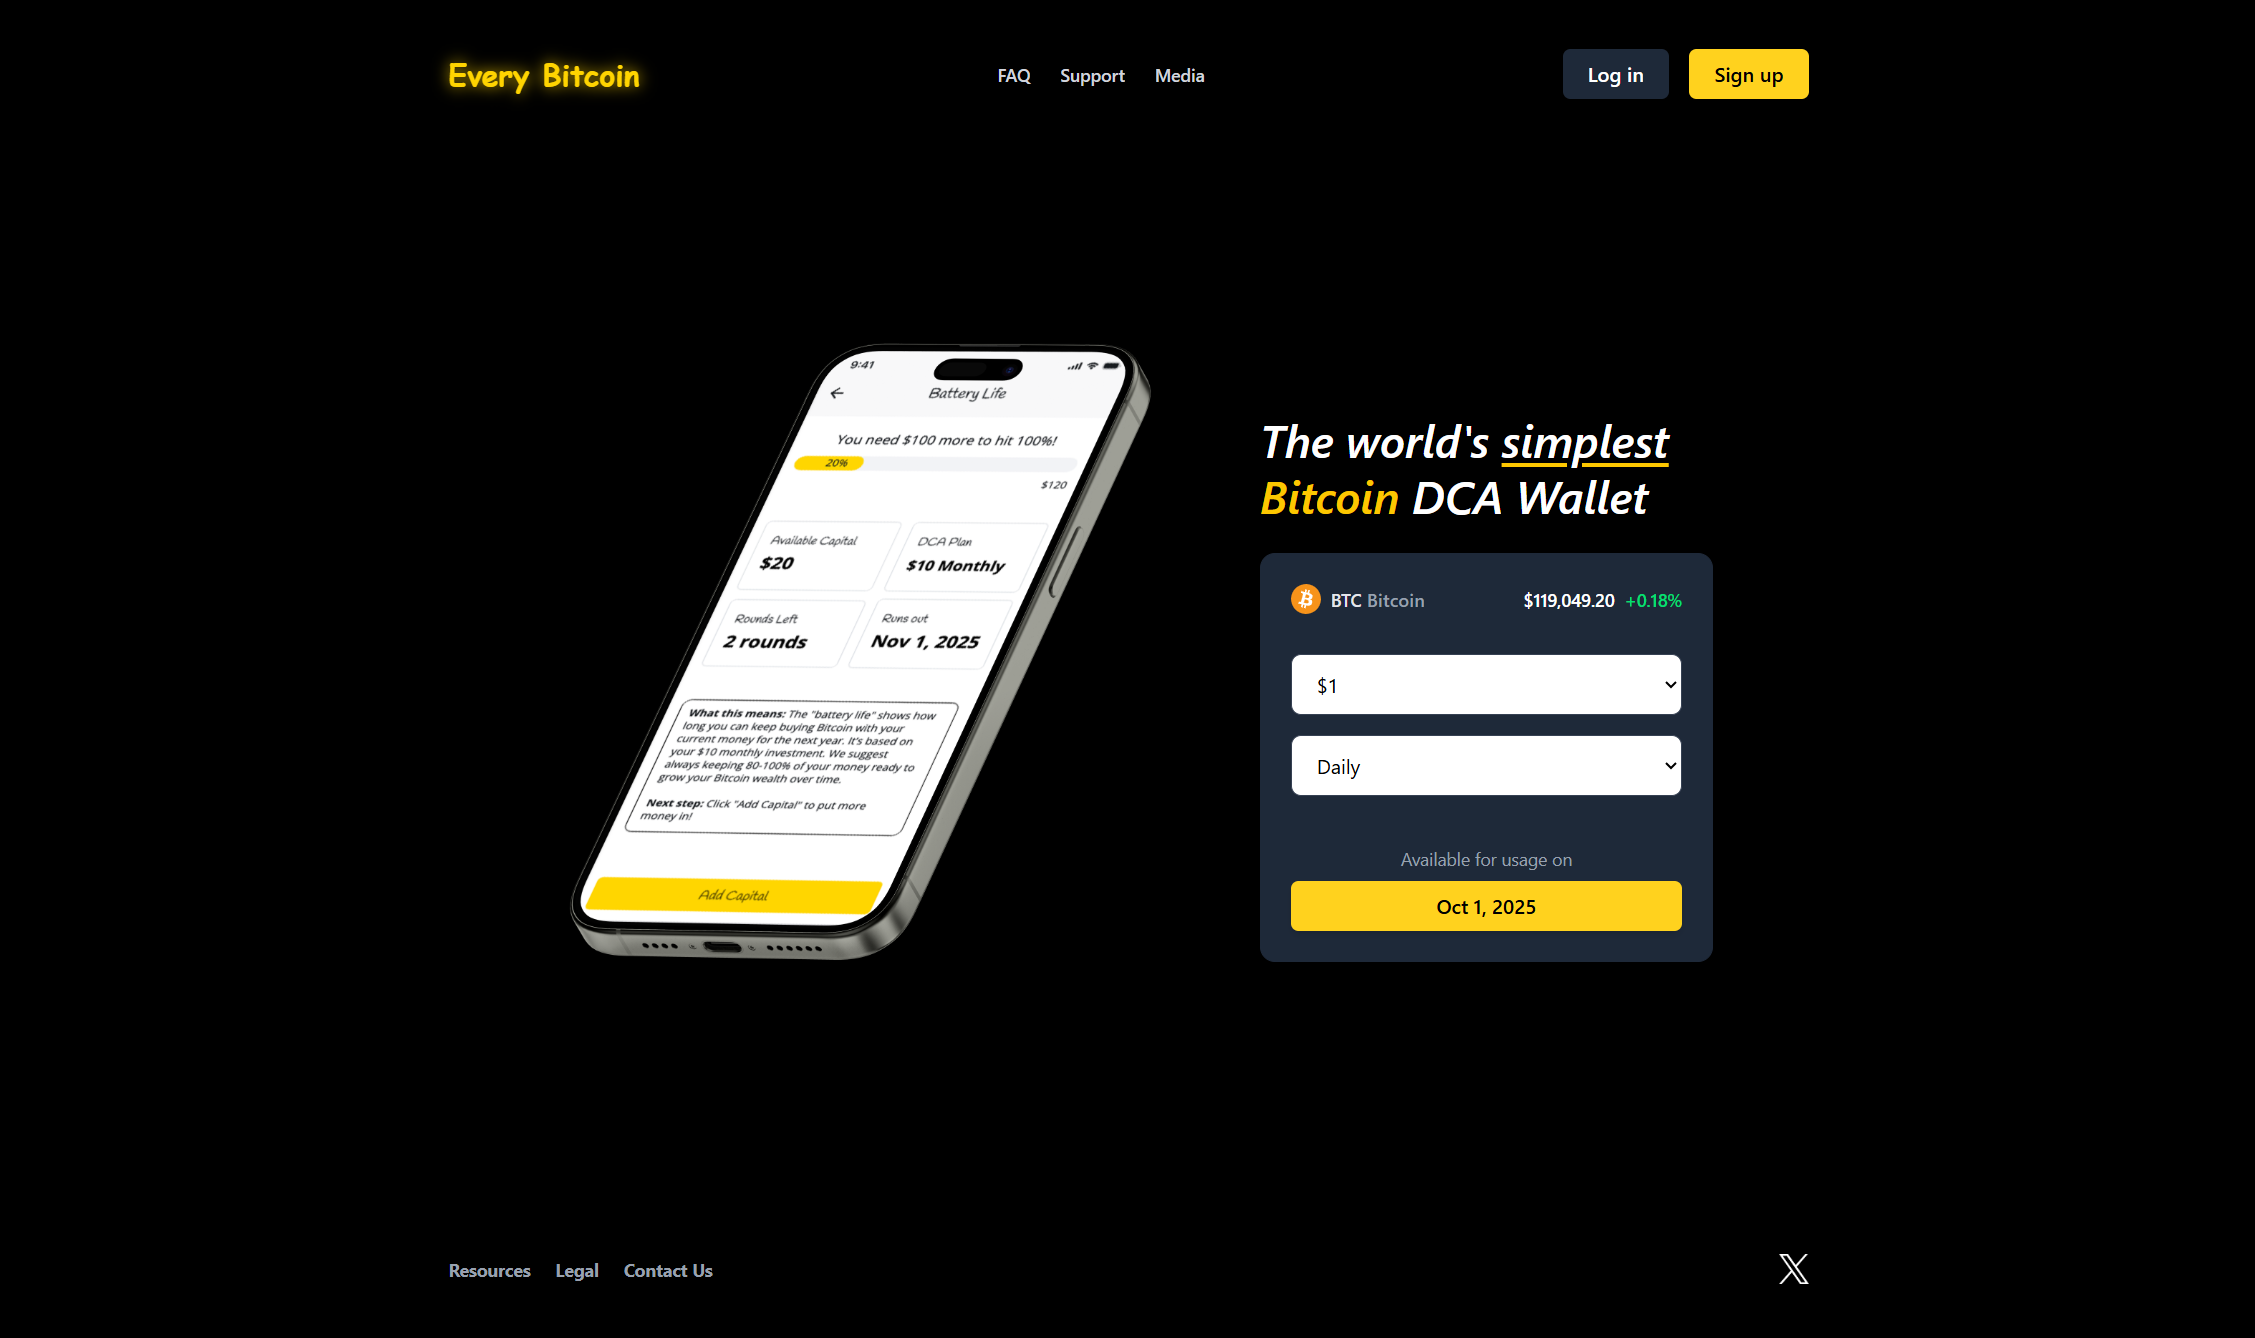 Every Bitcoin
FAQ
Support
Media
Log in
Sign up
9:41
Battery Life
You need $100 more to hit 100%!
20%
$120
Available Capital
$20
DCA Plan
$10 Monthly
Rounds Left
2 rounds
Runs out
Nov 1, 2025
What this means: The "battery life" shows how
long you can keep buying Bitcoin with your
current money for the next year. It's based on
your $10 monthly investment. We suggest
always keeping 80-100% of your money ready to
grow your Bitcoin wealth over time.
Next step: Click "Add Capital" to put more
money in!
Add Capital
The world's simplest
Bitcoin DCA Wallet
BTC Bitcoin
$119,049.20 +0.18%
$1
Daily
Available for usage on
Oct 1, 2025
Resources
Legal
Contact Us